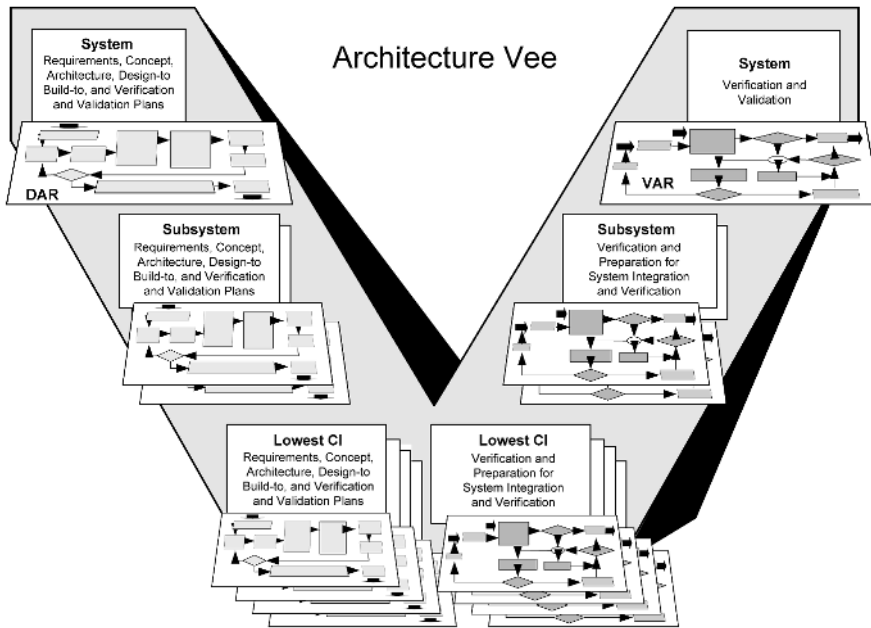 Architecture Vee
System
Requirements, Concept,
Architecture, Design-to
Build-to, and Verification
and Validation Plans
DAR
System
Verification and
Validation
VAR
Subsystem
Requirements, Concept,
Architecture, Design-to
Build-to, and Verification
and Validation Plans
Subsystem
Verification and
Preparation for
System Integration
and Verification
Lowest CI
Requirements, Concept,
Architecture, Design-to
Build-to, and Verification
and Validation Plans
Lowest CI
Verification and
Preparation for
System Integration
and Verification